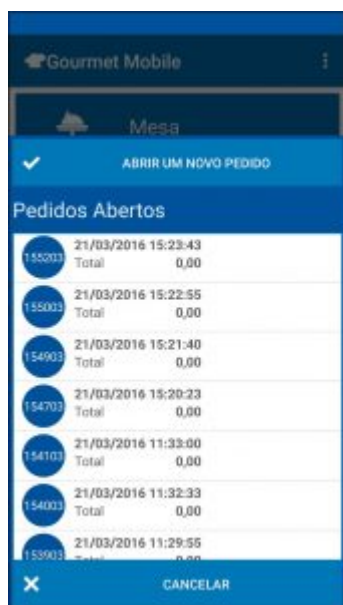 Gourmet Mobile
Mesa
ABRIR UM NOVO PEDIDO
Pedidos Abertos
155203 21/03/2016 15:23:43
Total 0,00
155003 21/03/2016 15:22:55
Total 0,00
154903 21/03/2016 15:21:40
Total 0,00
154703 21/03/2016 15:20:23
Total 0,00
154103 21/03/2016 11:33:00
Total 0,00
154003 21/03/2016 11:32:33
Total 0,00
153903 21/03/2016 11:29:55
CANCELAR